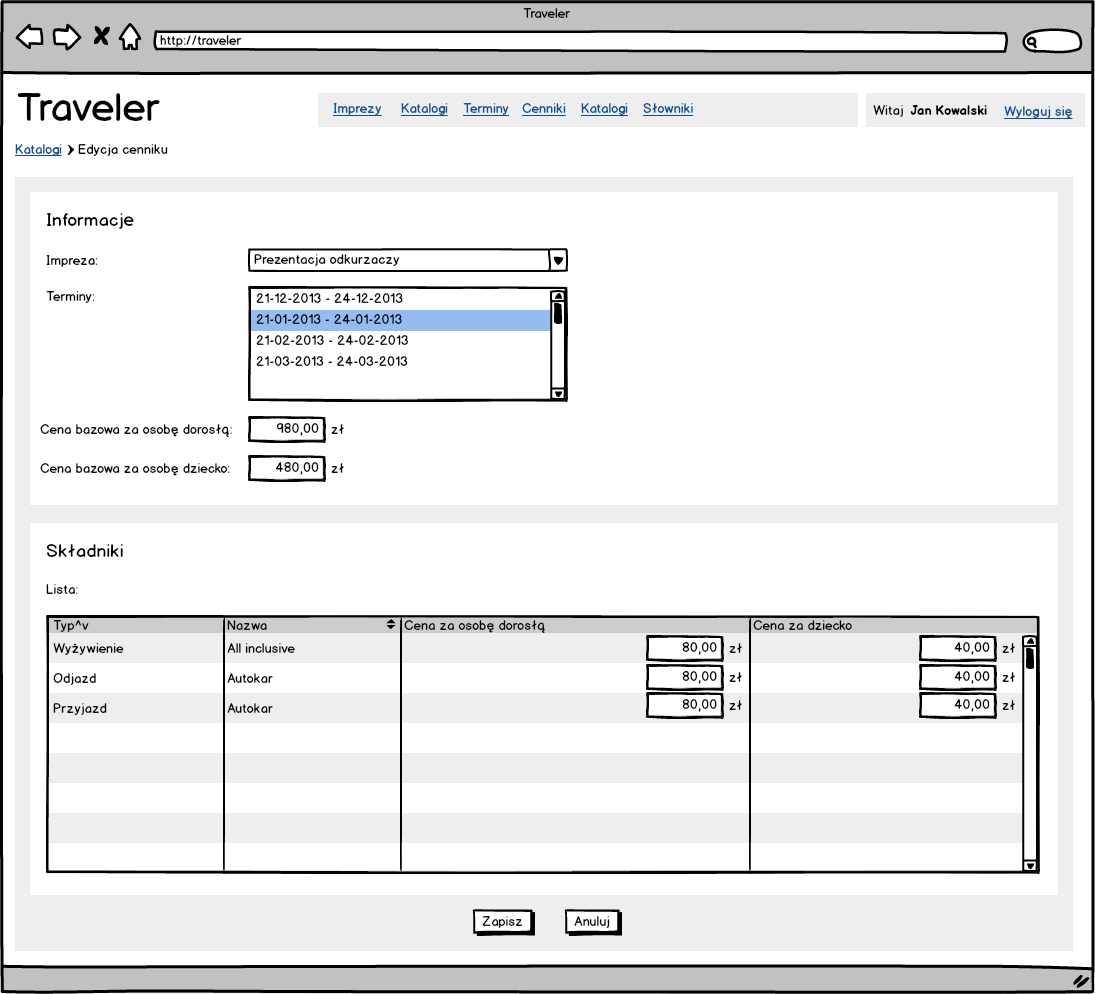 Traveler
http://traveler
Traveler
Imprezy Katalogi Terminy Cenniki Katalogi Słowniki
Witaj Jan Kowalski Wyloguj się
Katalogi > Edycja cenniku
Informacje
Impreza: Prezentacja odkurzaczy
Terminy:
21-12-2013 - 24-12-2013
21-01-2013 - 24-01-2013
21-02-2013 - 24-02-2013
21-03-2013 - 24-03-2013
Cena bazowa za osobę dorosłą: 980,00 zł
Cena bazowa za osobę dziecko: 480,00 zł
Składniki
Lista:
Typ^v Nazwa Cena za osobę dorosłą Cena za dziecko
Wyżywienie All inclusive 80,00 zł 40,00 zł
Odjazd Autokar 80,00 zł 40,00 zł
Przyjazd Autokar 80,00 zł 40,00 zł
Zapisz Anuluj